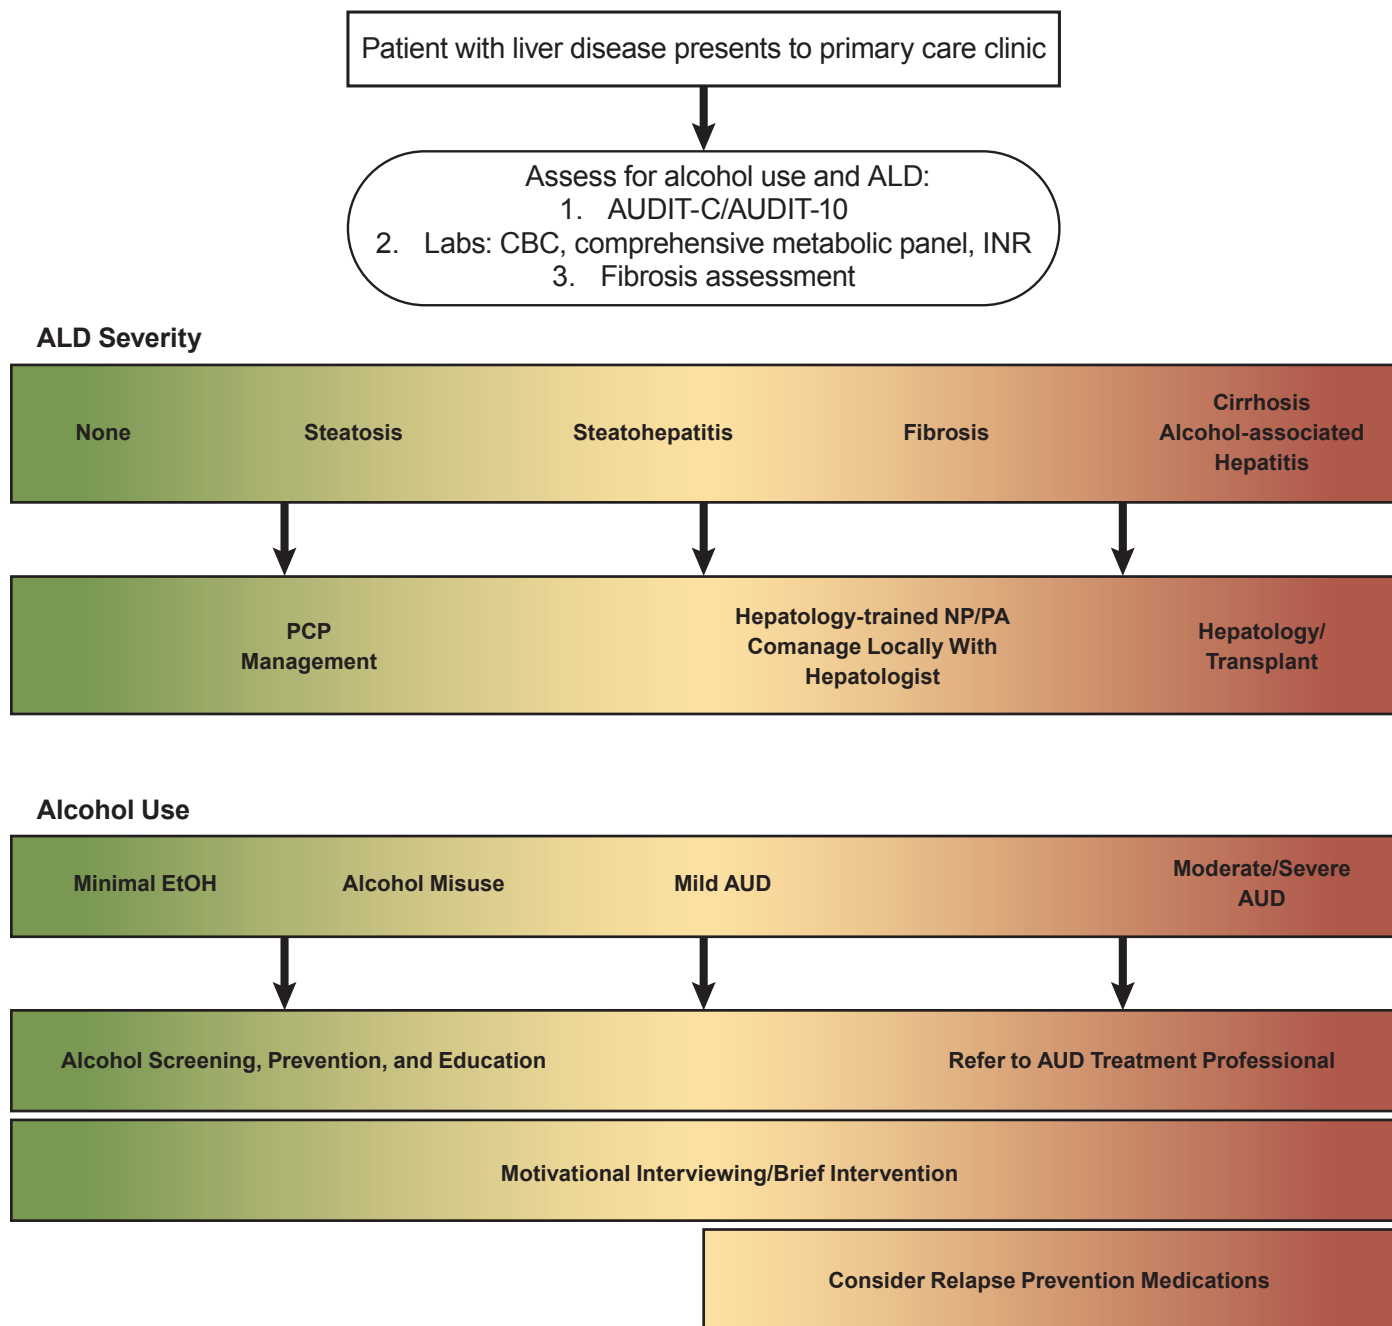 Patient with liver disease presents to primary care clinic
Assess for alcohol use and ALD:
1. AUDIT-C/AUDIT-10
2. Labs: CBC, comprehensive metabolic panel, INR
3. Fibrosis assessment
ALD Severity
None
Steatosis
Steatohepatitis
Fibrosis
Cirrhosis
Alcohol-associated
Hepatitis
PCP
Management
Hepatology-trained NP/PA
Comanage Locally With
Hepatologist
Hepatology/
Transplant
Alcohol Use
Minimal EtOH
Alcohol Misuse
Mild AUD
Moderate/Severe
AUD
Alcohol Screening, Prevention, and Education
Refer to AUD Treatment Professional
Motivational Interviewing/Brief Intervention
Consider Relapse Prevention Medications